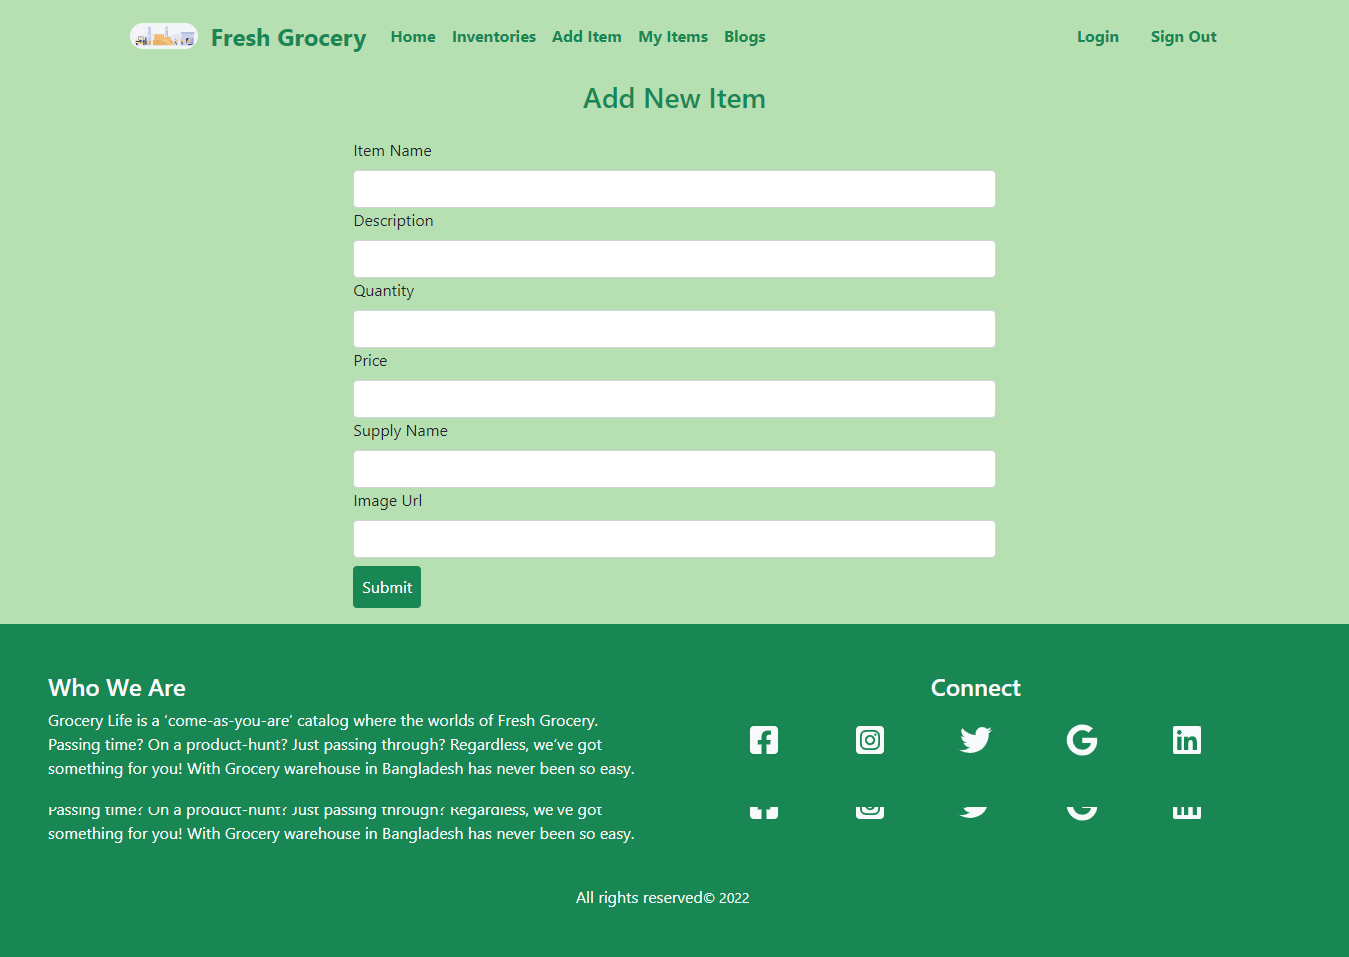 Fresh Grocery Home Inventories Add Item My Items Blogs Login Sign Out
Add New Item
Item Name
Description
Quantity
Price
Supply Name
Image Url
Submit
Who We Are
Grocery Life is a ‘come-as-you-are’ catalog where the worlds of Fresh Grocery.
Passing time? On a product-hunt? Just passing through? Regardless, we’ve got
something for you! With Grocery warehouse in Bangladesh has never been so easy.
Passing time? On a product-hunt? Just passing through? Regardless, we’ve got
something for you! With Grocery warehouse in Bangladesh has never been so easy.
Connect
All rights reserved© 2022